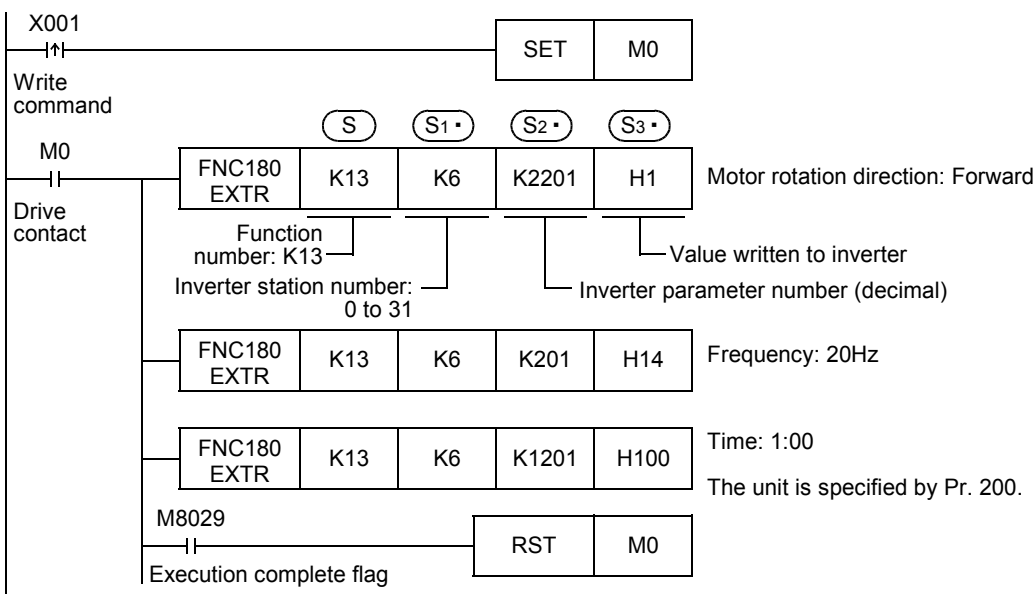 X001
SET M0
Write
command
S S1· S2· S3·
M0
FNC180
EXTR
K13 K6 K2201 H1
Motor rotation direction: Forward
Drive
contact
Function
number: K13
Value written to inverter
Inverter station number:
0 to 31
Inverter parameter number (decimal)
FNC180
EXTR
K13 K6 K201 H14
Frequency: 20Hz
FNC180
EXTR
K13 K6 K1201 H100
Time: 1:00
The unit is specified by Pr. 200.
M8029
RST M0
Execution complete flag